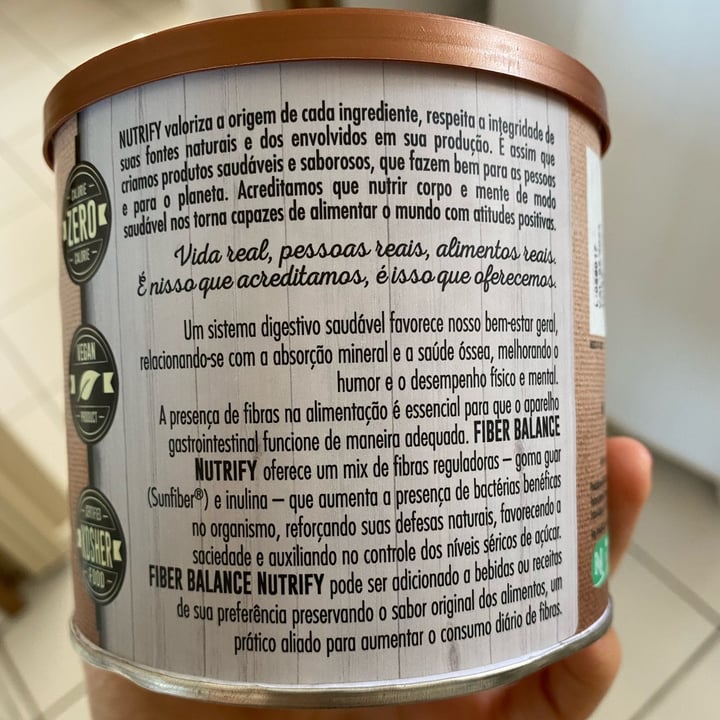 NUTRIFY valoriza a origem de cada ingrediente, respeita a integridade de
suas fontes naturais e dos envolvidos em sua produção. É assim que
criamos produtos saudáveis e saborosos, que fazem bem para as pessoas
e para o planeta. Acreditamos que nutrir corpo e mente de modo
saudável nos torna capazes de alimentar o mundo com atitudes positivas.
Vida real, pessoas reais, alimentos reais.
É nisso que acreditamos, é isso que oferecemos.
Um sistema digestivo saudável favorece nosso bem-estar geral,
relacionando-se com a absorção mineral e a saúde óssea, melhorando o
humor e o desempenho físico e mental.
A presença de fibras na alimentação é essencial para que o aparelho
gastrointestinal funcione de maneira adequada. FIBER BALANCE
NUTRIFY oferece um mix de fibras reguladoras – goma guar
(Sunfiber®) e inulina – que aumenta a presença de bactérias benéficas
no organismo, reforçando suas defesas naturais, favorecendo a
saciedade e auxiliando no controle dos níveis séricos de açúcar.
FIBER BALANCE NUTRIFY pode ser adicionado a bebidas ou receitas
de sua preferência preservando o sabor original dos alimentos, um
prático aliado para aumentar o consumo diário de fibras.
CALORIE
ZERO
CALORIE
VEGAN
PRODUCT
CERTIFIED
KOSHER
FOOD